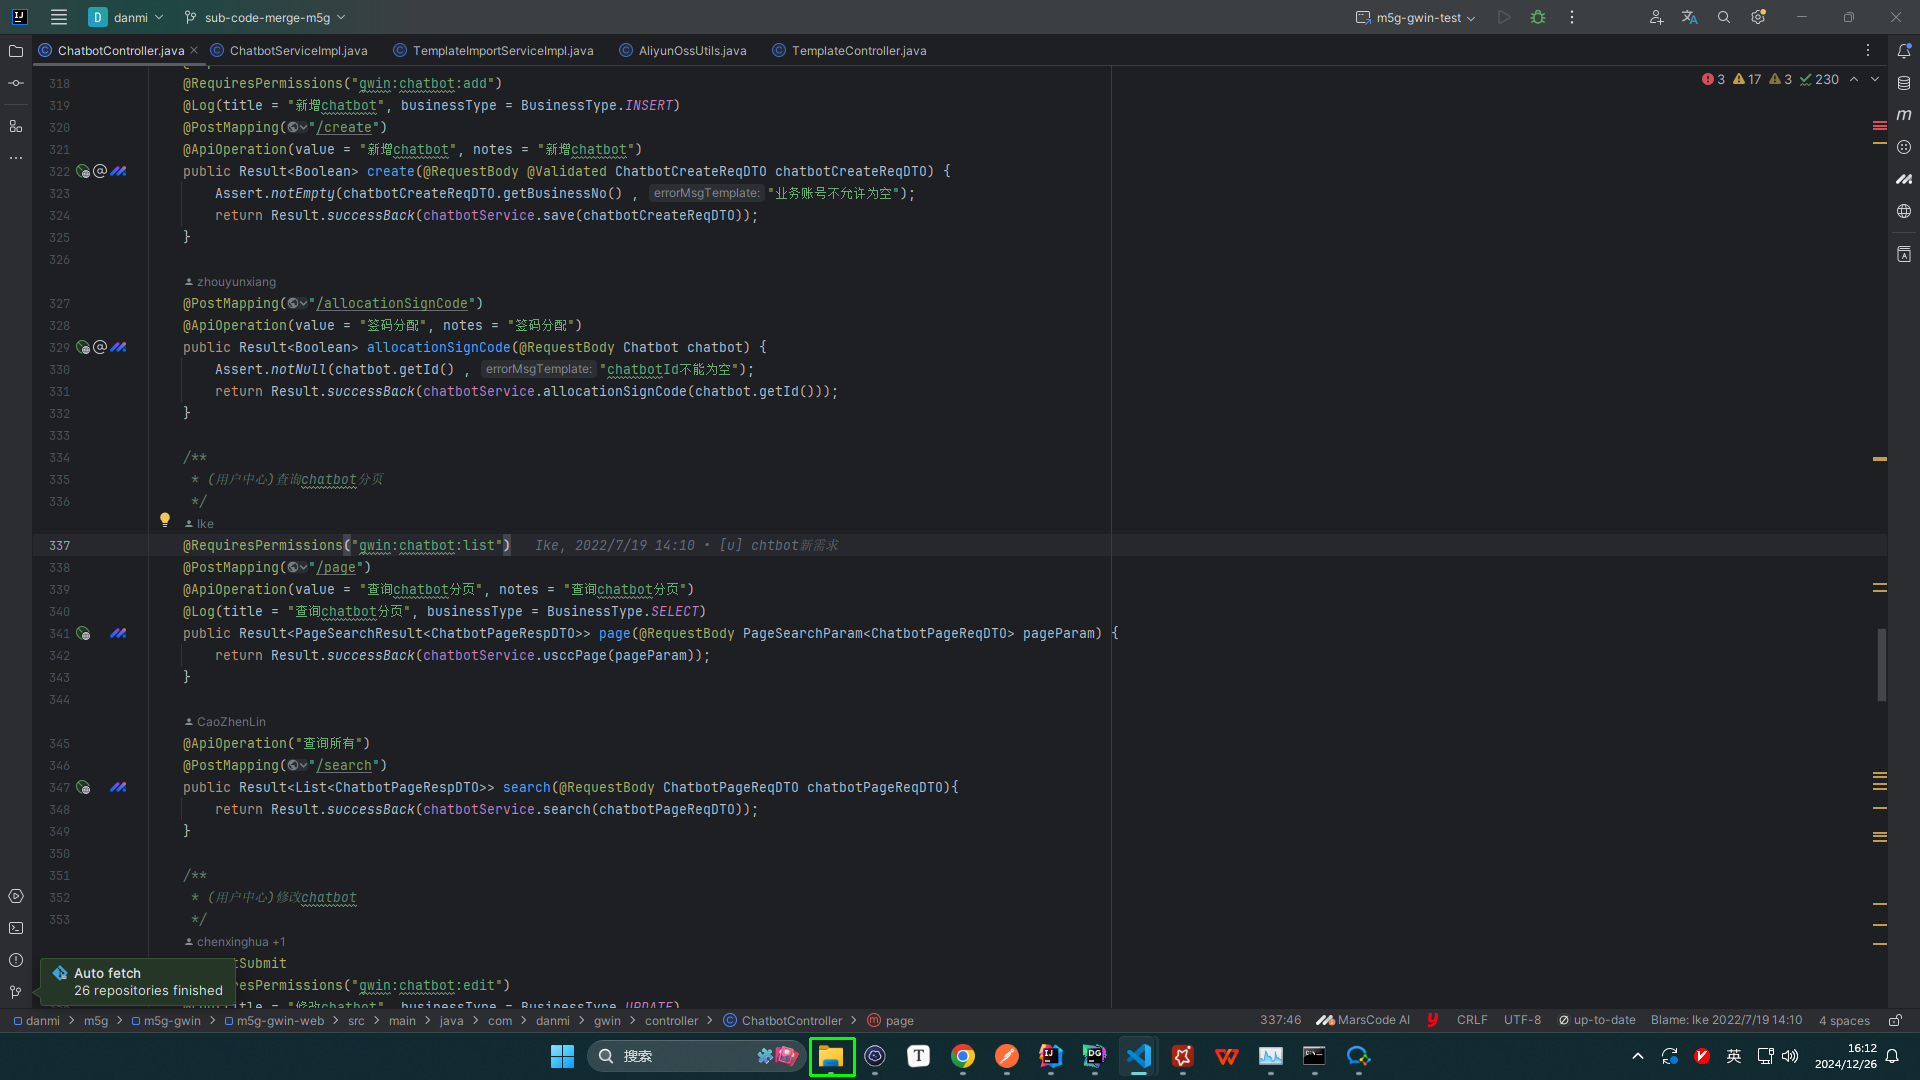 danmi
sub-code-merge-m5g
m5g-gwin-test
ChatbotController.java
ChatbotServiceImpl.java
TemplateImportServiceImpl.java
AliyunOssUtils.java
TemplateController.java
3 17 3 230
318 @RequiresPermissions("gwin:chatbot:add")
319 @Log(title = "新增chatbot", businessType = BusinessType.INSERT)
320 @PostMapping("/create")
321 @ApiOperation(value = "新增chatbot", notes = "新增chatbot")
322 public Result<Boolean> create(@RequestBody @Validated ChatbotCreateReqDTO chatbotCreateReqDTO) {
323 Assert.notEmpty(chatbotCreateReqDTO.getBusinessNo() , errorMsgTemplate: "业务账号不允许为空");
324 return Result.successBack(chatbotService.save(chatbotCreateReqDTO));
325 }
326
zhouyunxiang
327 @PostMapping("/allocationSignCode")
328 @ApiOperation(value = "签码分配", notes = "签码分配")
329 public Result<Boolean> allocationSignCode(@RequestBody Chatbot chatbot) {
330 Assert.notNull(chatbot.getId() , errorMsgTemplate: "chatbotId不能为空");
331 return Result.successBack(chatbotService.allocationSignCode(chatbot.getId()));
332 }
333
334 /**
335 * (用户中心)查询chatbot分页
336 */
Ike
337 @RequiresPermissions("gwin:chatbot:list") Ike, 2022/7/19 14:10 • [u] chtbot新需求
338 @PostMapping("/page")
339 @ApiOperation(value = "查询chatbot分页", notes = "查询chatbot分页")
340 @Log(title = "查询chatbot分页", businessType = BusinessType.SELECT)
341 public Result<PageSearchResult<ChatbotPageRespDTO>> page(@RequestBody PageSearchParam<ChatbotPageReqDTO> pageParam) {
342 return Result.successBack(chatbotService.usccPage(pageParam));
343 }
344
CaoZhenLin
345 @ApiOperation("查询所有")
346 @PostMapping("/search")
347 public Result<List<ChatbotPageRespDTO>> search(@RequestBody ChatbotPageReqDTO chatbotPageReqDTO){
348 return Result.successBack(chatbotService.search(chatbotPageReqDTO));
349 }
350
351 /**
352 * (用户中心)修改chatbot
353 */
chenxinghua +1
tSubmit
resPermissions("gwin:chatbot:edit")
title = "修改chatbot", businessType = BusinessType.UPDATE)
Auto fetch
26 repositories finished
danmi > m5g > m5g-gwin > m5g-gwin-web > src > main > java > com > danmi > gwin > controller > ChatbotController > page
337:46 MarsCode AI CRLF UTF-8 up-to-date Blame: Ike 2022/7/19 14:10 4 spaces
搜索
英
16:12
2024/12/26